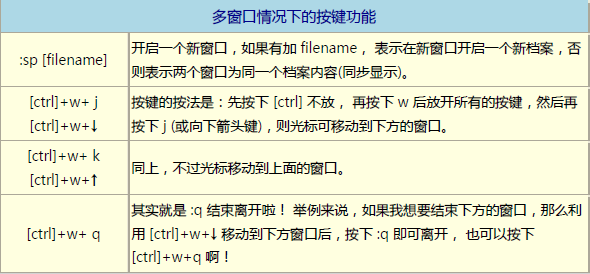 多窗口情况下的按键功能
:sp [filename]
开启一个新窗口，如果有加 filename， 表示在新窗口开启一个新档案，否
则表示两个窗口为同一个档案内容(同步显示)。
[ctrl]+w+ j
[ctrl]+w+↓
按键的按法是：先按下 [ctrl] 不放， 再按下 w 后放开所有的按键，然后再
按下 j (或向下箭头键)，则光标可移动到下方的窗口。
[ctrl]+w+ k
[ctrl]+w+↑
同上，不过光标移动到上面的窗口。
[ctrl]+w+ q
其实就是 :q 结束离开啦！ 举例来说，如果我想要结束下方的窗口，那么利
用 [ctrl]+w+↓ 移动到下方窗口后，按下 :q 即可离开， 也可以按下
[ctrl]+w+q 啊！